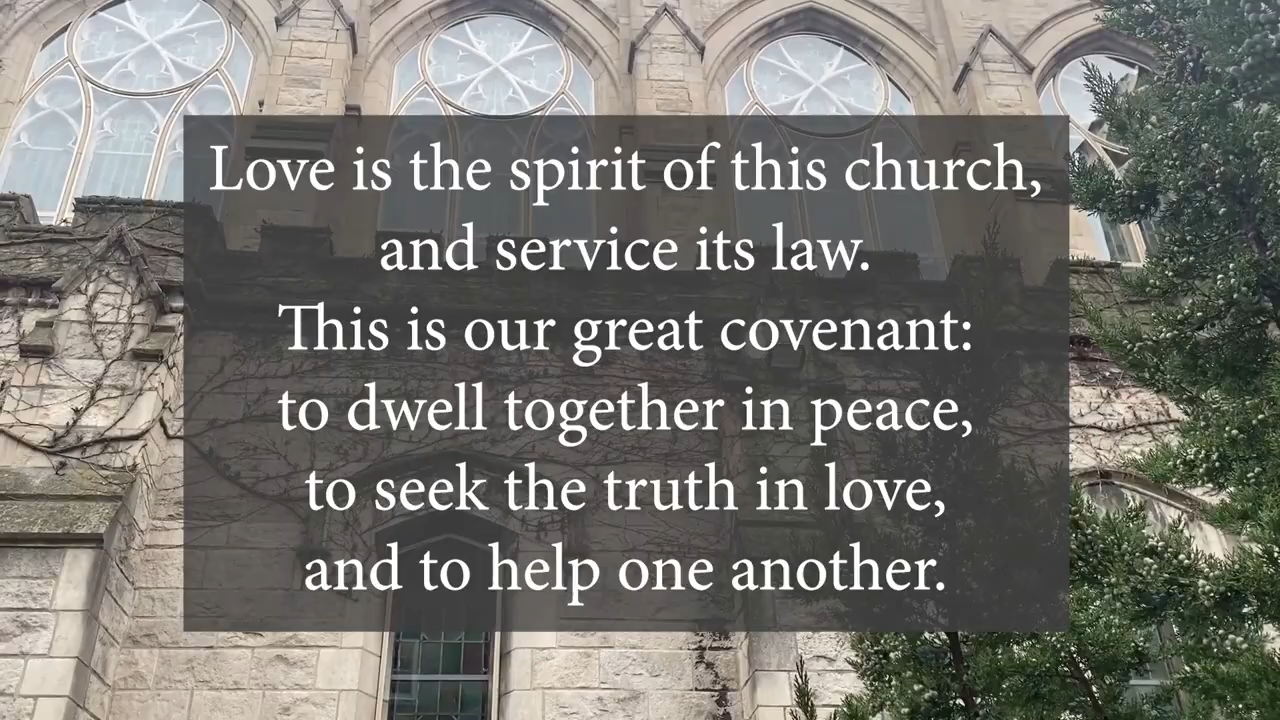 Love is the spirit of this church,
and service its law.
This is our great covenant:
to dwell together in peace,
to seek the truth in love,
and to help one another.